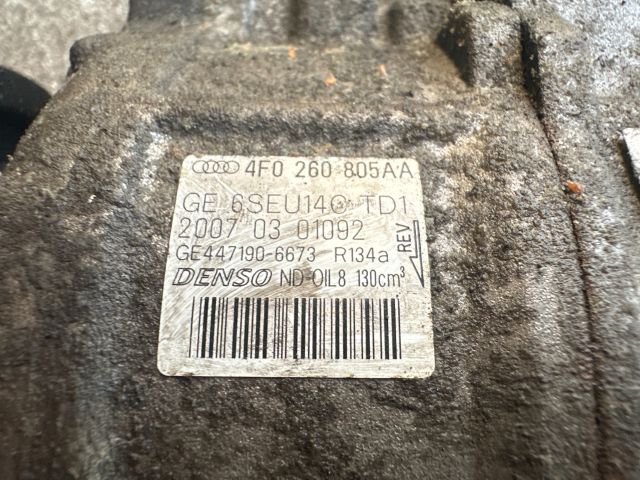 4F0 260 805AA
GE 6SEU14C TD1
2007 03 01092
GE447190-6673 R134a
REV
DENSO ND-OIL8 130cm³